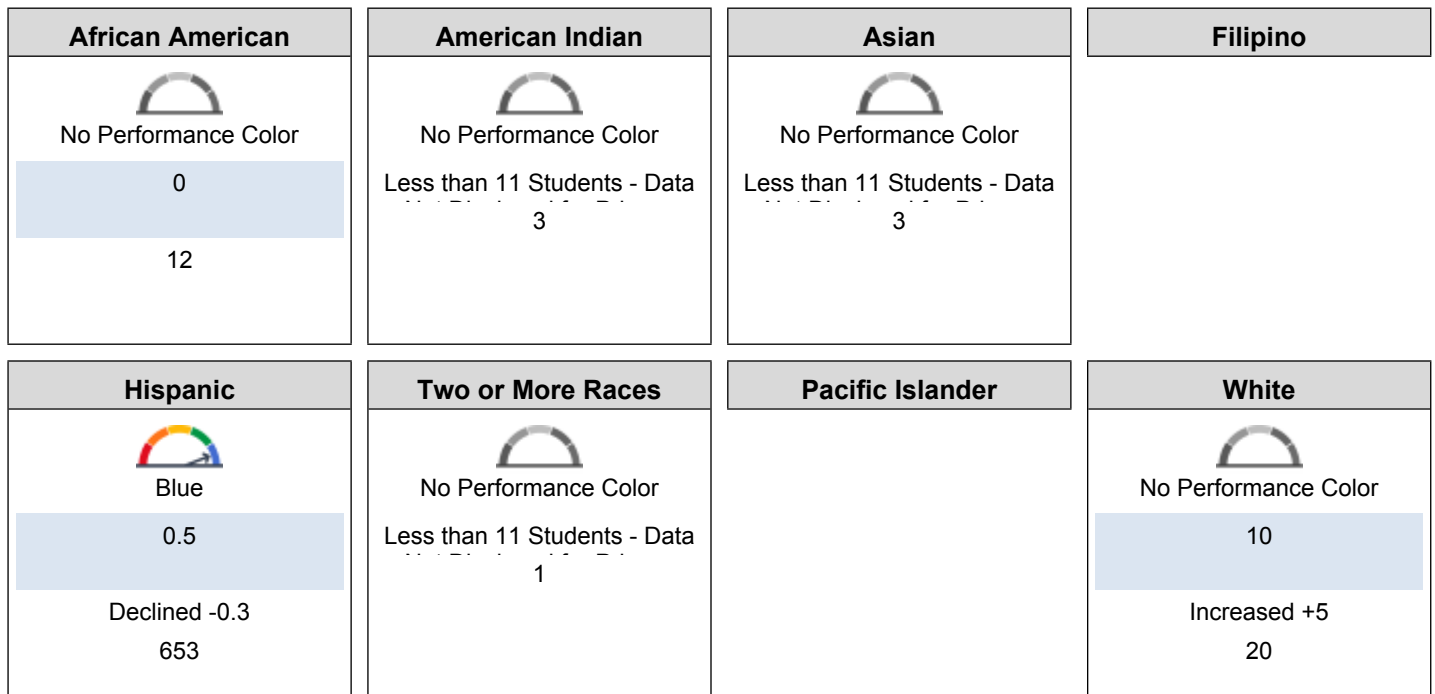 African American
No Performance Color
0
12
American Indian
No Performance Color
Less than 11 Students - Data
3
Asian
No Performance Color
Less than 11 Students - Data
3
Filipino
Hispanic
Blue
0.5
Declined -0.3
653
Two or More Races
No Performance Color
Less than 11 Students - Data
1
Pacific Islander
White
No Performance Color
10
Increased +5
20